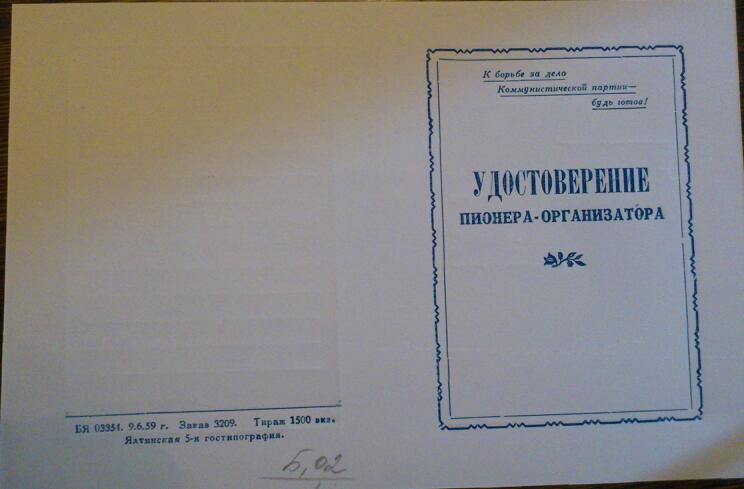 К борьбе за дело
Коммунистической партии—
будь готов!
УДОСТОВЕРЕНИЕ
ПИОНЕРА-ОРГАНИЗАТОРА
БЯ 03354. 9.6.59 г. Заказ 3209. Тираж 1500 экз.
Ялтинская 5-я гостипография.
Б,02